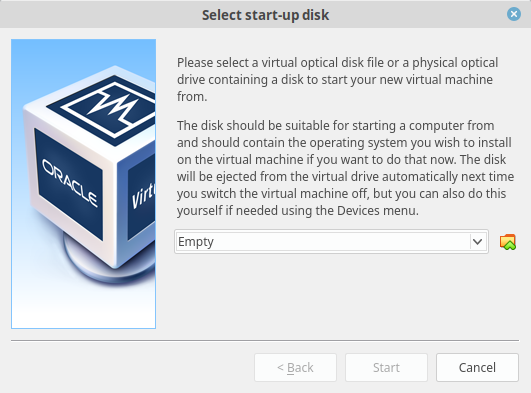 Select start-up disk
Please select a virtual optical disk file or a physical optical
drive containing a disk to start your new virtual machine
from.
The disk should be suitable for starting a computer from
and should contain the operating system you wish to install
on the virtual machine if you want to do that now. The disk
will be ejected from the virtual drive automatically next time
you switch the virtual machine off, but you can also do this
yourself if needed using the Devices menu.
ORACLE
Virtu
Empty
< Back
Start
Cancel